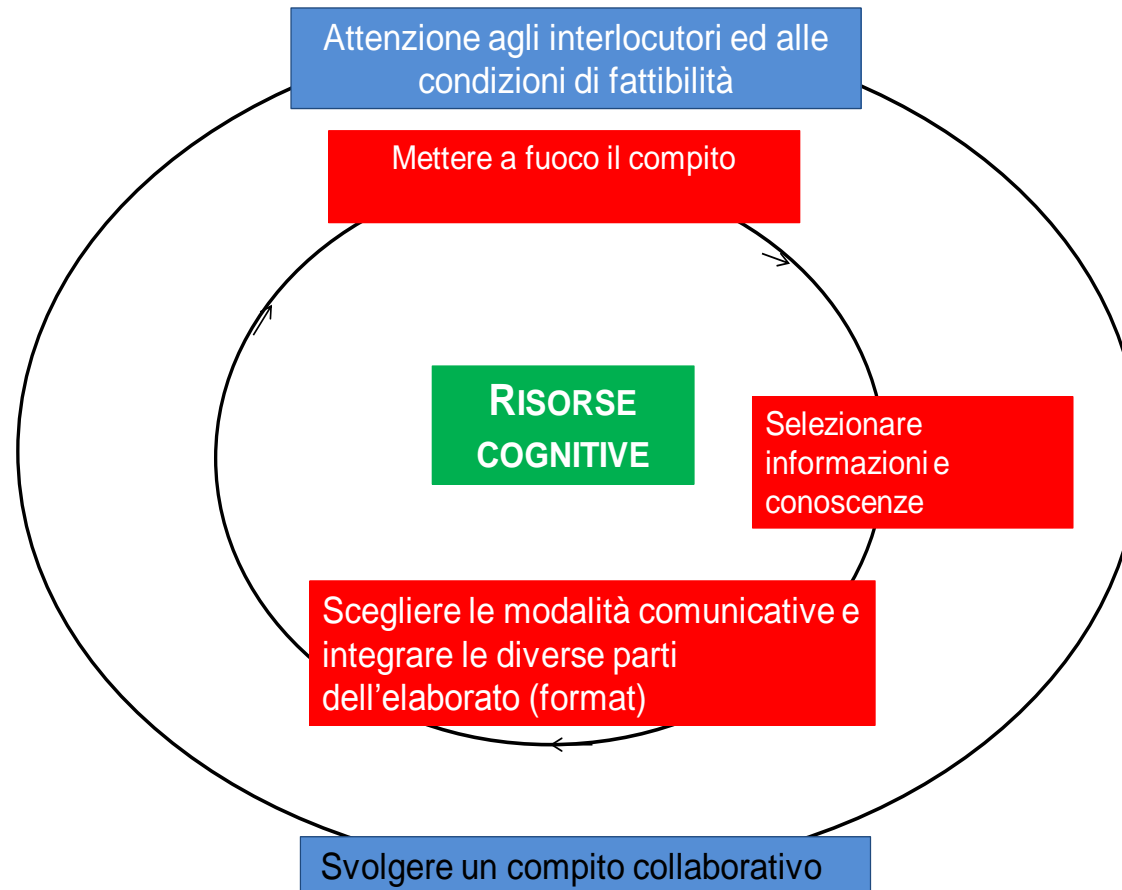 Attenzione agli interlocutori ed alle
condizioni di fattibilità
Mettere a fuoco il compito
RISORSE
COGNITIVE
Selezionare
informazioni e
conoscenze
Scegliere le modalità comunicative e
integrare le diverse parti
dell’elaborato (format)
Svolgere un compito collaborativo